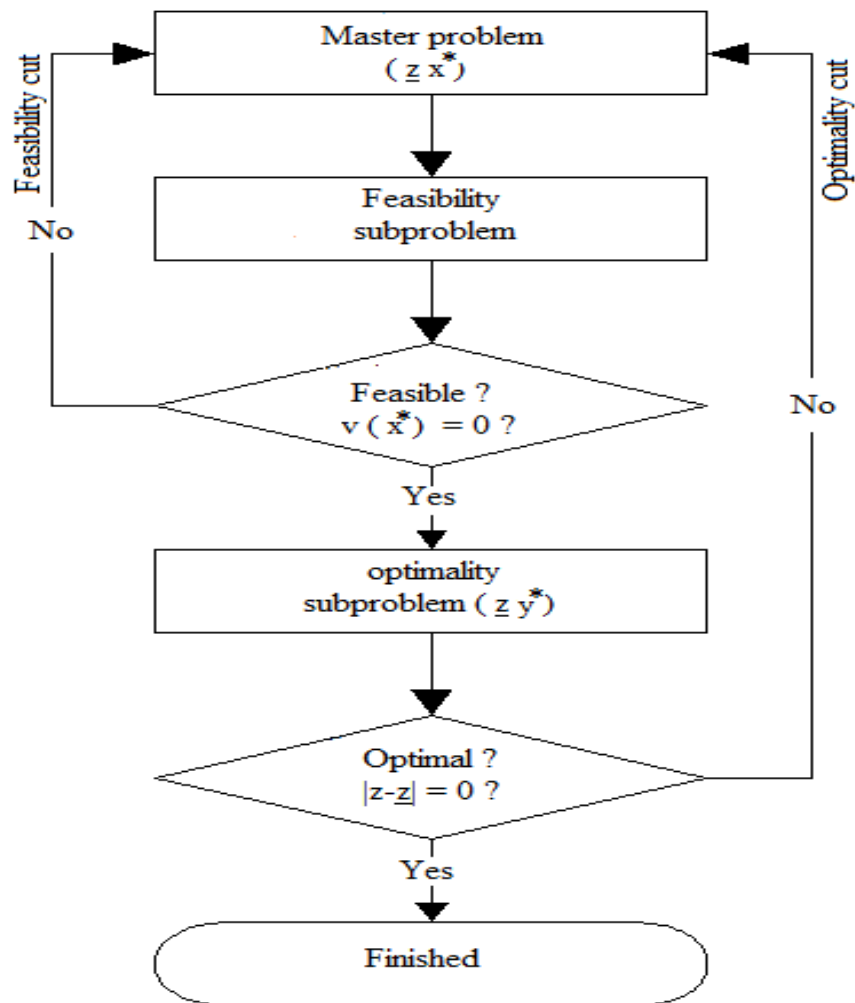 Master problem
( z x*)
Feasibility cut
Optimality cut
Feasibility
subproblem
No
Feasible ?
v ( x*) = 0 ?
No
Yes
optimality
subproblem ( z y*)
Optimal ?
|z-z| = 0 ?
Yes
Finished